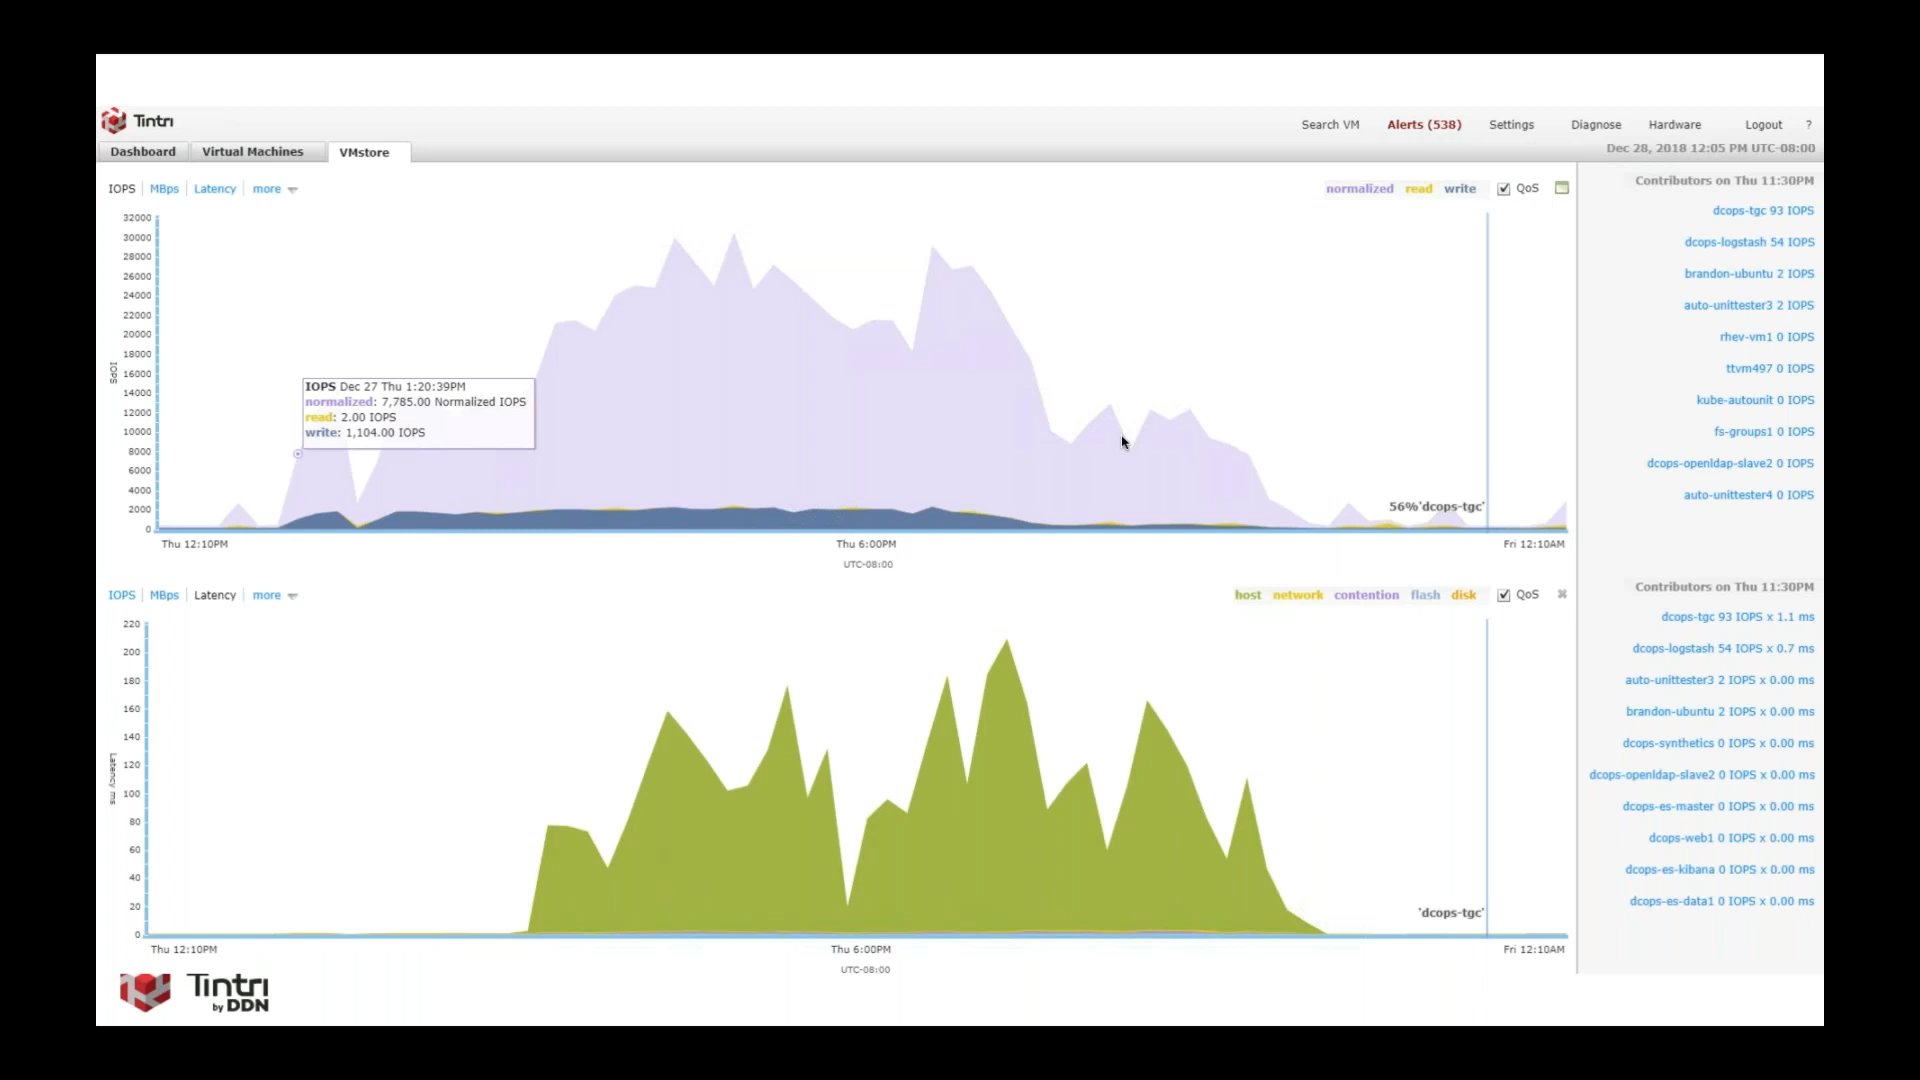 Tintri
Search VM Alerts (538) Settings Diagnose Hardware Logout ?
Dashboard Virtual Machines VMstore
Dec 28, 2018 12:05 PM UTC-08:00
IOPS MBps Latency more
normalized read write QoS
32000
30000
28000
26000
24000
22000
20000
18000
16000
14000
12000
10000
8000
6000
4000
2000
0
IOPS
IOPS Dec 27 Thu 1:20:39PM
normalized: 7,785.00 Normalized IOPS
read: 2.00 IOPS
write: 1,104.00 IOPS
56%'dcops-tgc'
Thu 12:10PM Thu 6:00PM Fri 12:10AM
UTC-08:00
Contributors on Thu 11:30PM
dcops-tgc 93 IOPS
dcops-logstash 54 IOPS
brandon-ubuntu 2 IOPS
auto-unittester3 2 IOPS
rhev-vm1 0 IOPS
ttvm497 0 IOPS
kube-autounit 0 IOPS
fs-groups1 0 IOPS
dcops-openldap-slave2 0 IOPS
auto-unittester4 0 IOPS
IOPS MBps Latency more
host network contention flash disk QoS
220
200
180
160
140
120
100
80
60
40
20
0
Latency ms
'dcops-tgc'
Thu 12:10PM Thu 6:00PM Fri 12:10AM
UTC-08:00
Contributors on Thu 11:30PM
dcops-tgc 93 IOPS x 1.1 ms
dcops-logstash 54 IOPS x 0.7 ms
auto-unittester3 2 IOPS x 0.00 ms
brandon-ubuntu 2 IOPS x 0.00 ms
dcops-synthetics 0 IOPS x 0.00 ms
dcops-openldap-slave2 0 IOPS x 0.00 ms
dcops-es-master 0 IOPS x 0.00 ms
dcops-web1 0 IOPS x 0.00 ms
dcops-es-kibana 0 IOPS x 0.00 ms
dcops-es-data1 0 IOPS x 0.00 ms
Tintri
by DDN